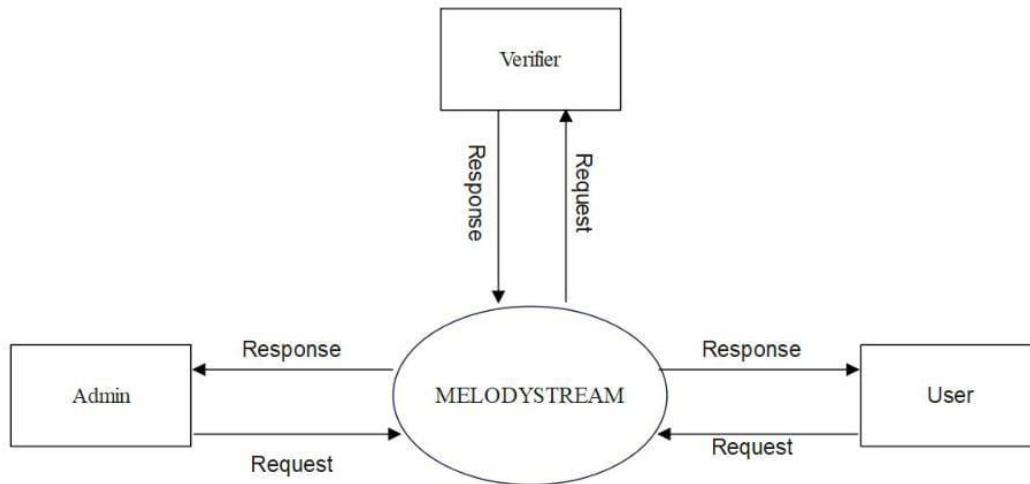 Verifier
Response
Request
Response
Response
Admin
MELODYSTREAM
User
Request
Request